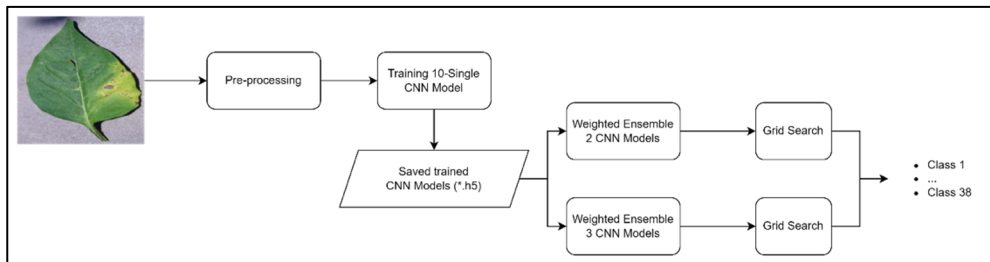 Pre-processing
Training 10-Single
CNN Model
Saved trained
CNN Models (*.h5)
Weighted Ensemble
2 CNN Models
Grid Search
Weighted Ensemble
3 CNN Models
Grid Search
Class 1
...
Class 38